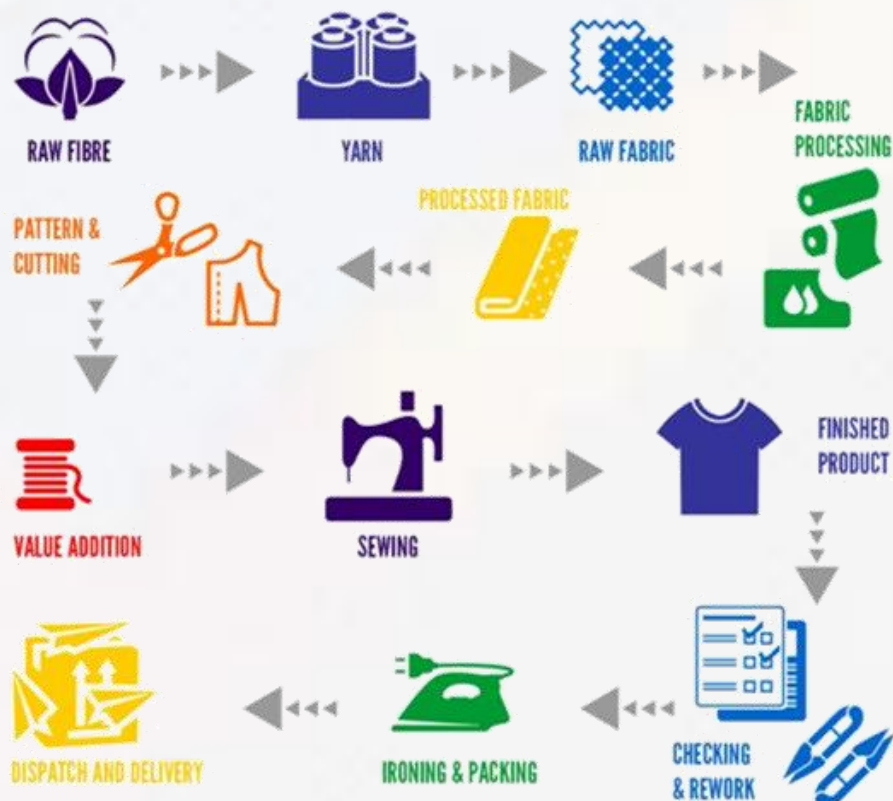 RAW FIBRE
YARN
RAW FABRIC
FABRIC
PROCESSING
PROCESSED FABRIC
PATTERN &
CUTTING
VALUE ADDITION
SEWING
FINISHED
PRODUCT
CHECKING
& REWORK
IRONING & PACKING
DISPATCH AND DELIVERY